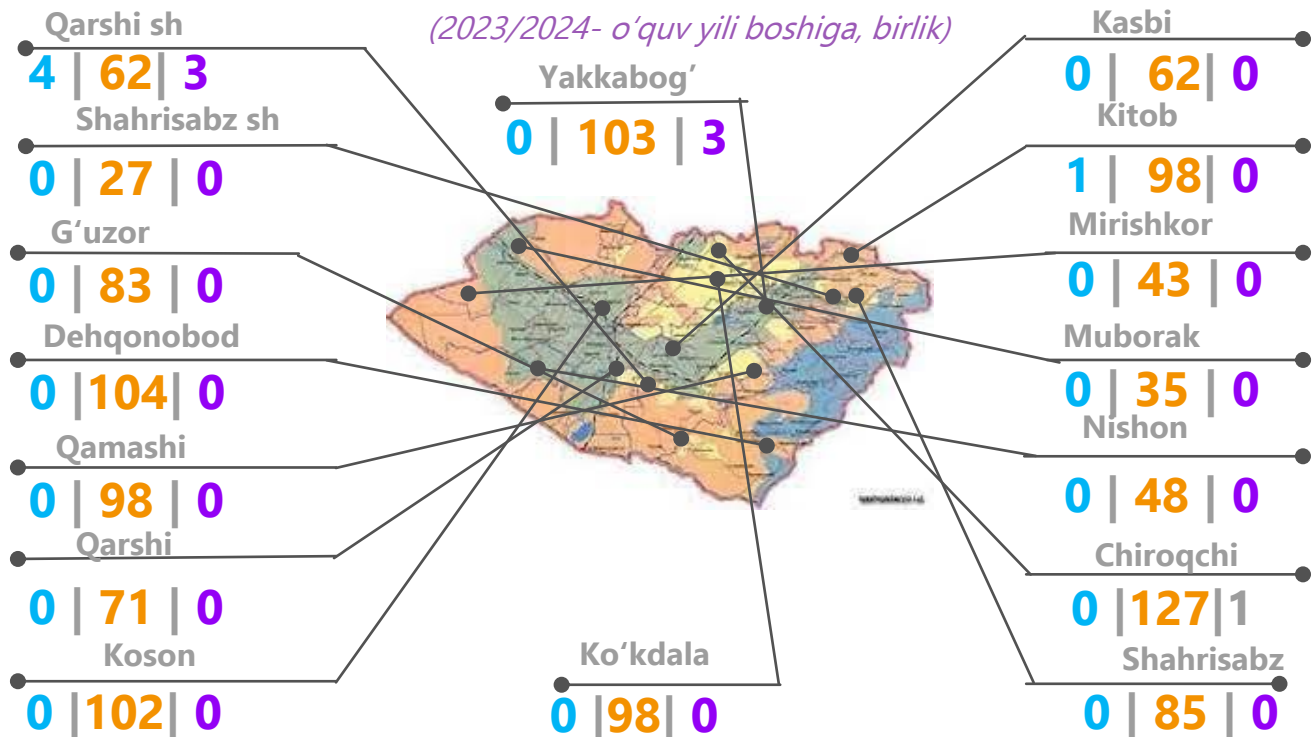 (2023/2024- o‘quv yili boshiga, birlik)
Qarshi sh
4 | 62| 3
Shahrisabz sh
0 | 27 | 0
G‘uzor
0 | 83 | 0
Dehqonobod
0 |104| 0
Qamashi
0 | 98 | 0
Qarshi
0 | 71 | 0
Koson
0 |102| 0
Yakkabog’
0 | 103 | 3
Ko‘kdala
0 |98| 0
Kasbi
0 | 62| 0
Kitob
1 | 98| 0
Mirishkor
0 | 43 | 0
Muborak
0 | 35 | 0
Nishon
0 | 48 | 0
Chiroqchi
0 |127|1
Shahrisabz
0 | 85 | 0